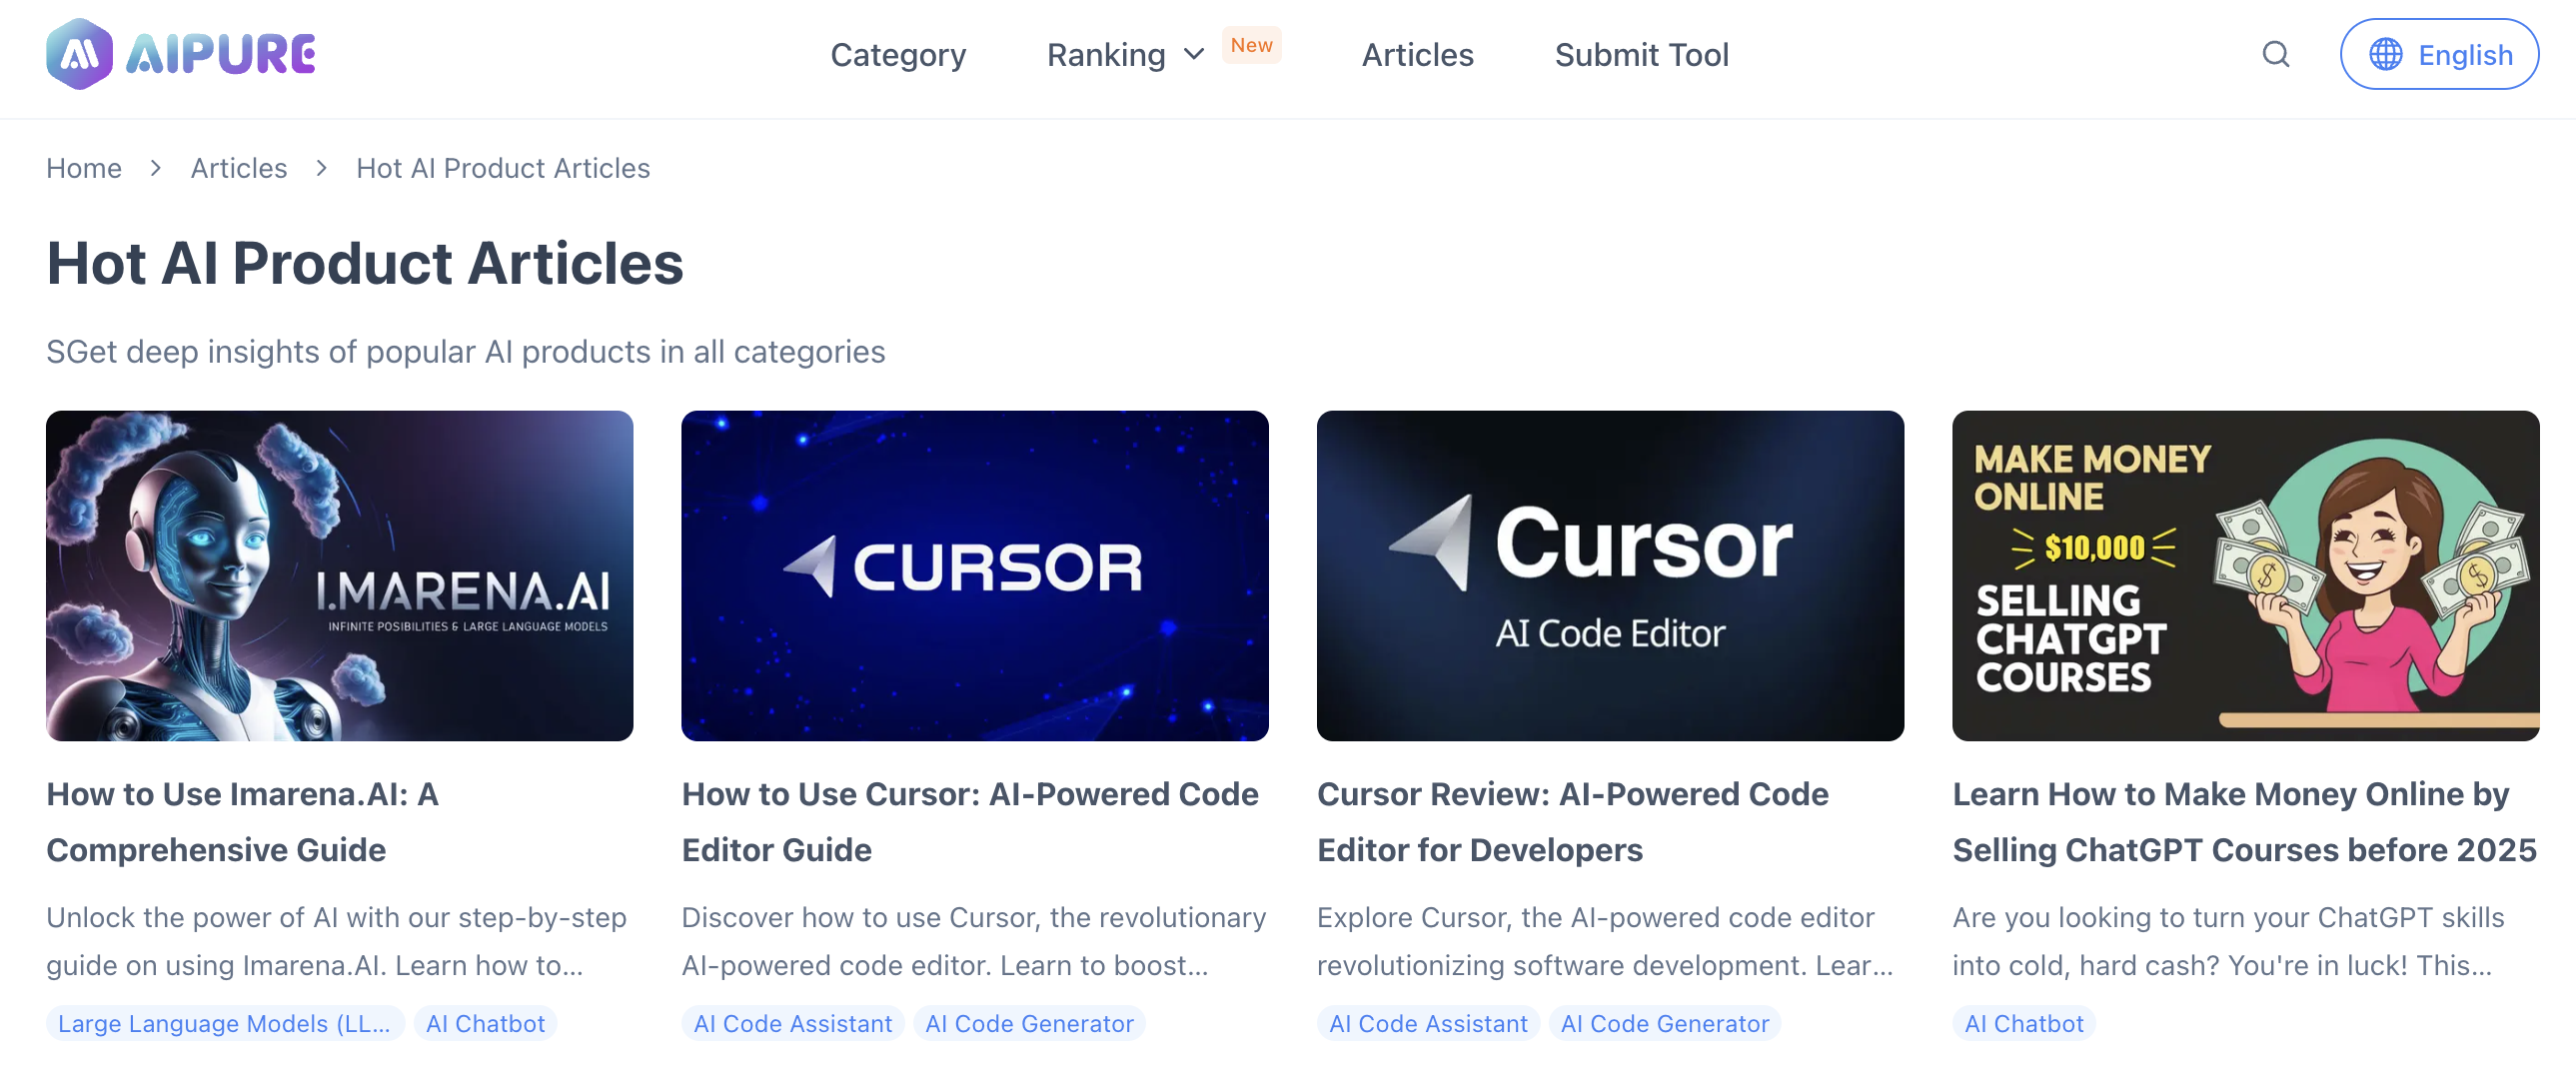 AIPURE
Category
Ranking
New
Articles
Submit Tool
English
Home > Articles > Hot AI Product Articles
Hot AI Product Articles
SGet deep insights of popular AI products in all categories
I.MARENA.AI
INFINITE POSIBILITIES & LARGE LANGUAGE MODELS
How to Use Imarena.AI: A
Comprehensive Guide
Unlock the power of AI with our step-by-step
guide on using Imarena.AI. Learn how to...
Large Language Models (LL...
AI Chatbot
CURSOR
How to Use Cursor: AI-Powered Code
Editor Guide
Discover how to use Cursor, the revolutionary
AI-powered code editor. Learn to boost...
AI Code Assistant
AI Code Generator
Cursor
AI Code Editor
Cursor Review: AI-Powered Code
Editor for Developers
Explore Cursor, the AI-powered code editor
revolutionizing software development. Lear...
AI Code Assistant
AI Code Generator
MAKE MONEY
ONLINE
$10,000
SELLING
CHATGPT
COURSES
Learn How to Make Money Online by
Selling ChatGPT Courses before 2025
Are you looking to turn your ChatGPT skills
into cold, hard cash? You're in luck! This...
AI Chatbot